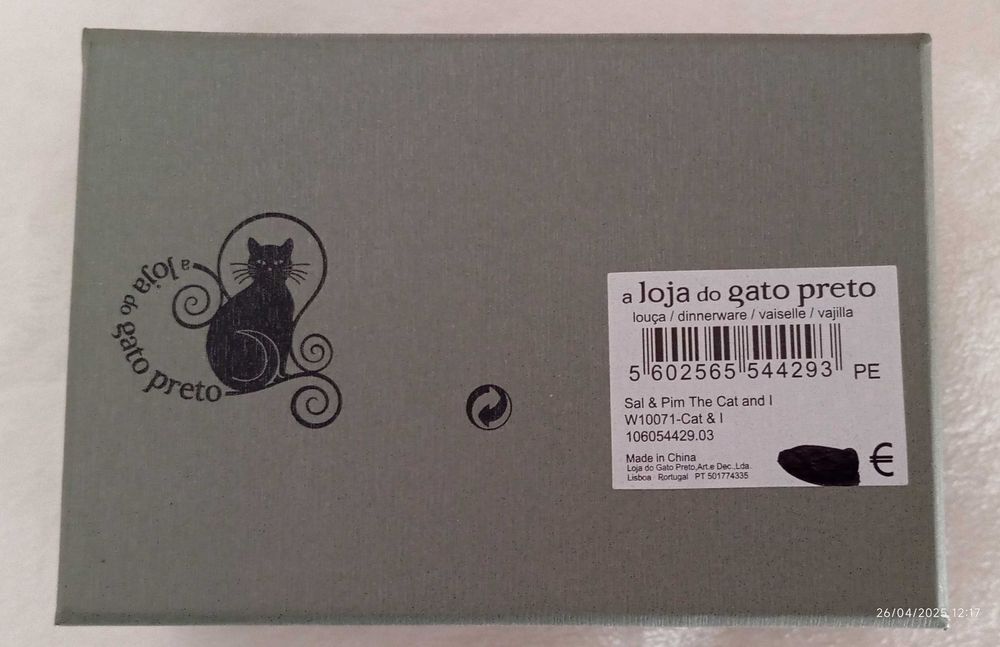 a loja do gato preto
a loja do gato preto
louça / dinnerware / vaiselle / vajilla
5 602565 544293 PE
Sal & Pim The Cat and I
W10071-Cat & I
106054429.03
Made in China
Loja do Gato Preto,Art.e Dec.,Lda.
Lisboa Rortugal PT 501774335
€
26/04/2025 12:17